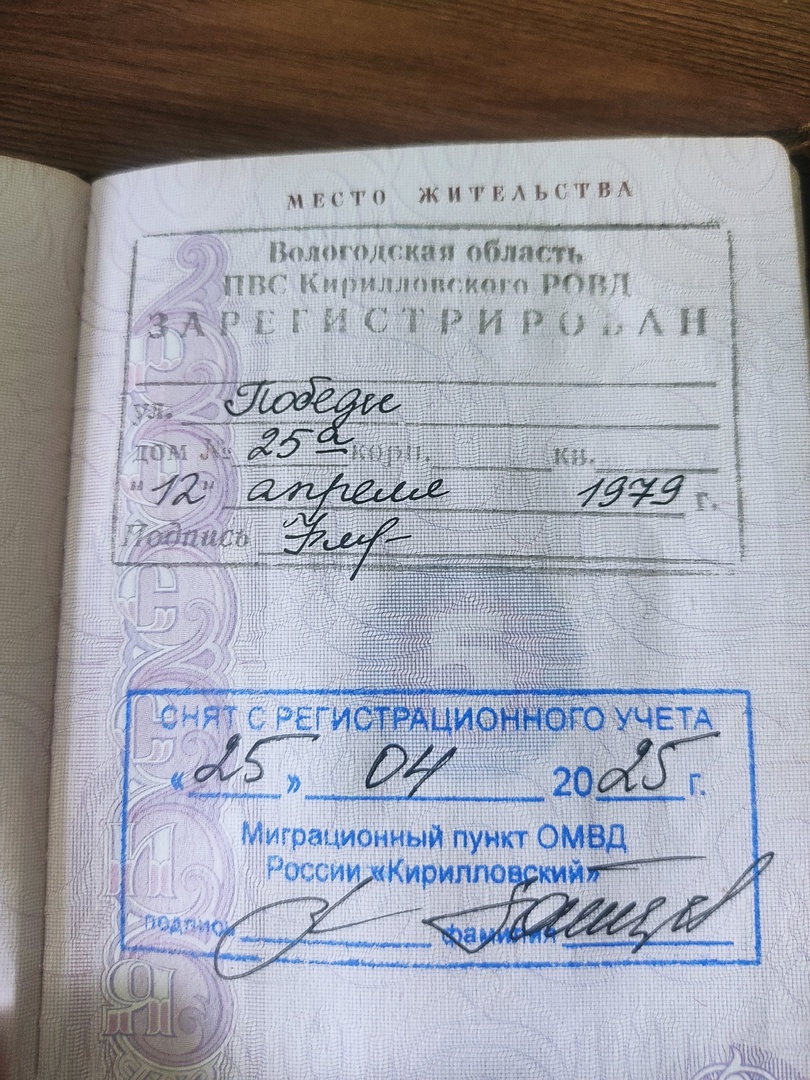 МЕСТО ЖИТЕЛЬСТВА
Вологодская область
ПВС Кирилловского РОВД
ЗАРЕГИСТРИРОВАН
ул. Победы
дом № 25а корп. кв.
"12" апреля 1979 г.
Подпись
СНЯТ С РЕГИСТРАЦИОННОГО УЧЕТА
«25» 04 2025 г.
Миграционный пункт ОМВД
России «Кирилловский»
подпись фамилия